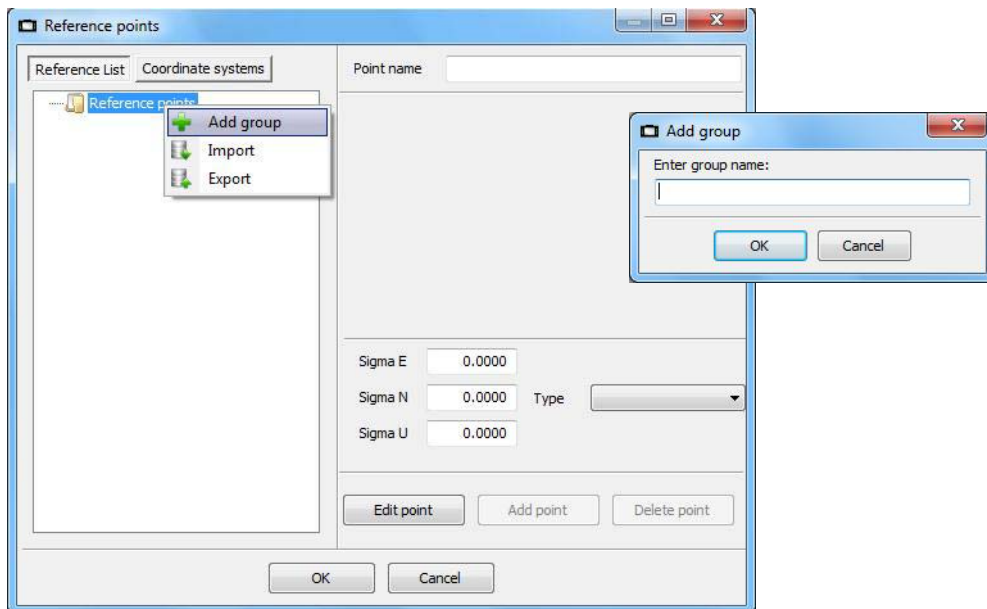 Reference points
Reference List
Coordinate systems
Reference points
Add group
Import
Export
Point name
Sigma E 0.0000
Sigma N 0.0000 Type
Sigma U 0.0000
Edit point
Add point
Delete point
OK
Cancel
Add group
Enter group name:
OK
Cancel